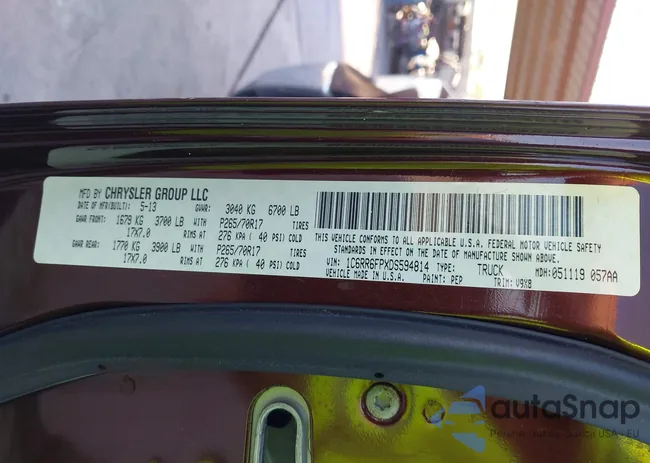 MFD BY CHRYSLER GROUP LLC
DATE OF MFR/BUILT: 5-13 GVWR: 3040 KG 6700 LB
GAWR FRONT: 1679 KG 3700 LB WITH P265/70R17 TIRES
17X7.0 RIMS AT 276 KPA ( 40 PSI) COLD
GAWR REAR: 1770 KG 3900 LB WITH P265/70R17 TIRES
17X7.0 RIMS AT 276 KPA ( 40 PSI) COLD
THIS VEHICLE CONFORMS TO ALL APPLICABLE U.S.A. FEDERAL MOTOR VEHICLE SAFETY
STANDARDS IN EFFECT ON THE DATE OF MANUFACTURE SHOWN ABOVE.
VIN: 1C6RR6FPXDS594814 TYPE: TRUCK MDH: 051119 057AA
VEHICLE MADE IN U.S.A. PAINT: PEP TRIM: V9X8
autaSnap